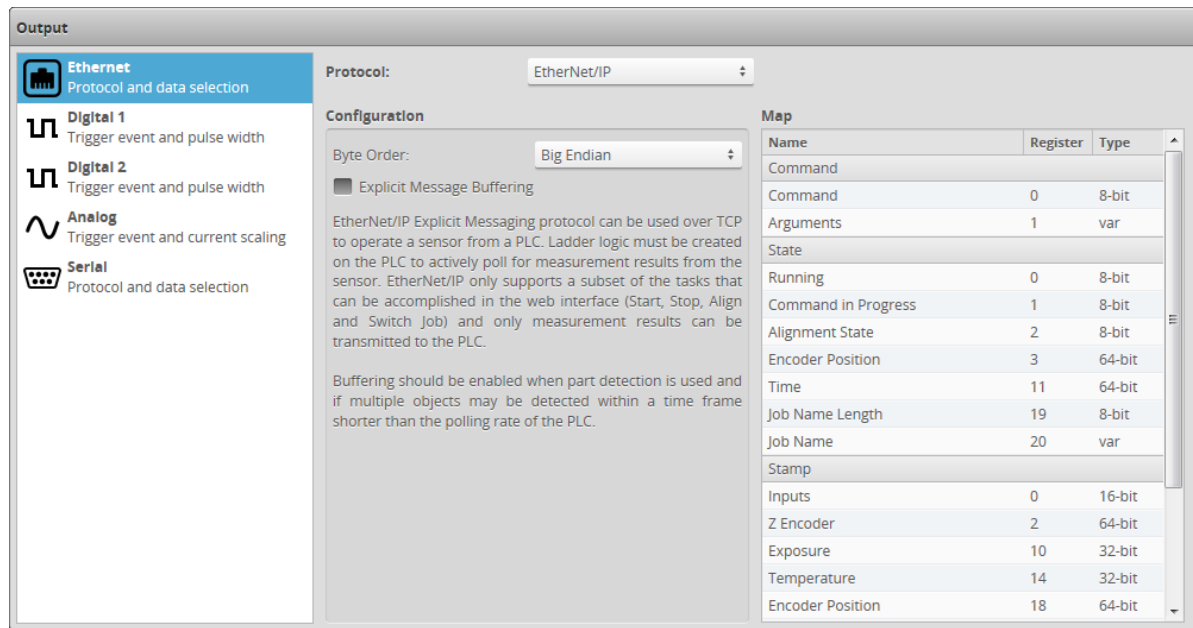 Output
Ethernet
Protocol and data selection
Digital 1
Trigger event and pulse width
Digital 2
Trigger event and pulse width
Analog
Trigger event and current scaling
Serial
Protocol and data selection
Protocol: EtherNet/IP
Configuration
Byte Order: Big Endian
Explicit Message Buffering
EtherNet/IP Explicit Messaging protocol can be used over TCP
to operate a sensor from a PLC. Ladder logic must be created
on the PLC to actively poll for measurement results from the
sensor. EtherNet/IP only supports a subset of the tasks that
can be accomplished in the web interface (Start, Stop, Align
and Switch Job) and only measurement results can be
transmitted to the PLC.
Buffering should be enabled when part detection is used and
if multiple objects may be detected within a time frame
shorter than the polling rate of the PLC.
Map
Name Register Type
Command
Command 0 8-bit
Arguments 1 var
State
Running 0 8-bit
Command in Progress 1 8-bit
Alignment State 2 8-bit
Encoder Position 3 64-bit
Time 11 64-bit
Job Name Length 19 8-bit
Job Name 20 var
Stamp
Inputs 0 16-bit
Z Encoder 2 64-bit
Exposure 10 32-bit
Temperature 14 32-bit
Encoder Position 18 64-bit